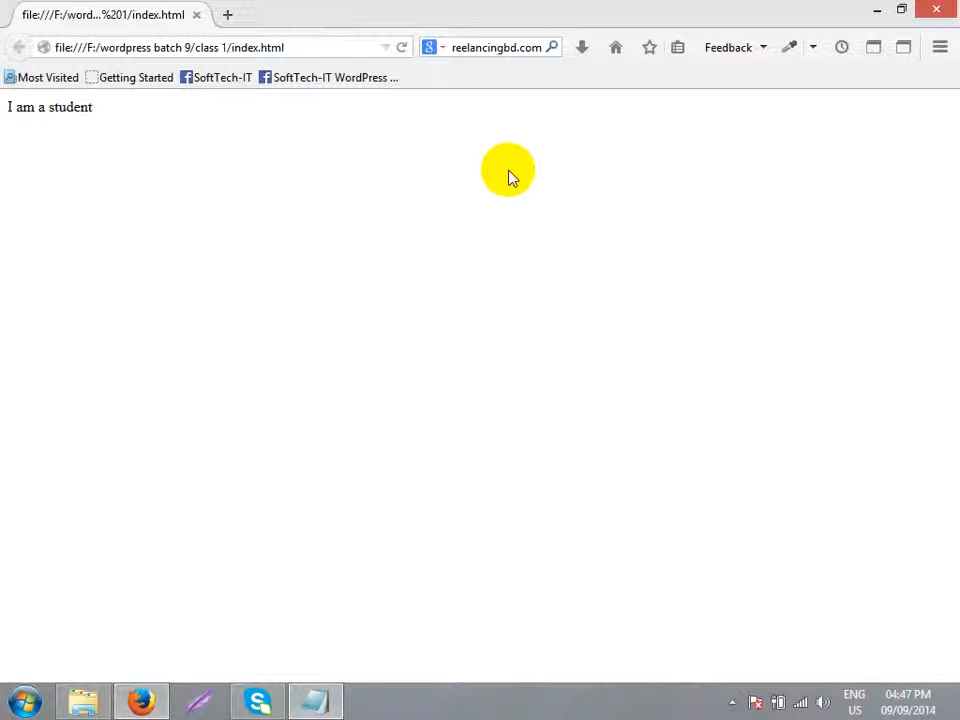 file:///F:/word...%201/index.html
file:///F:/wordpress batch 9/class 1/index.html
reelancingbd.com
Feedback
Most Visited Getting Started SoftTech-IT SoftTech-IT WordPress ...
I am a student
ENG 04:47 PM
US 09/09/2014